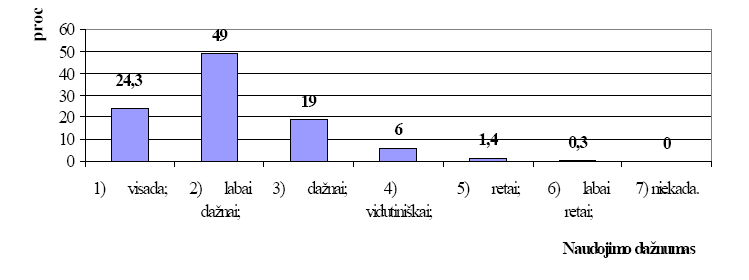 proc
60
50
40
30
20
10
0
24,3
49
19
6
1,4
0,3
0
1) visada;
2) labai
dažnai;
3) dažnai;
4)
vidutiniškai;
5) retai;
6) labai
retai;
7) niekada.
Naudojimo dažnumas